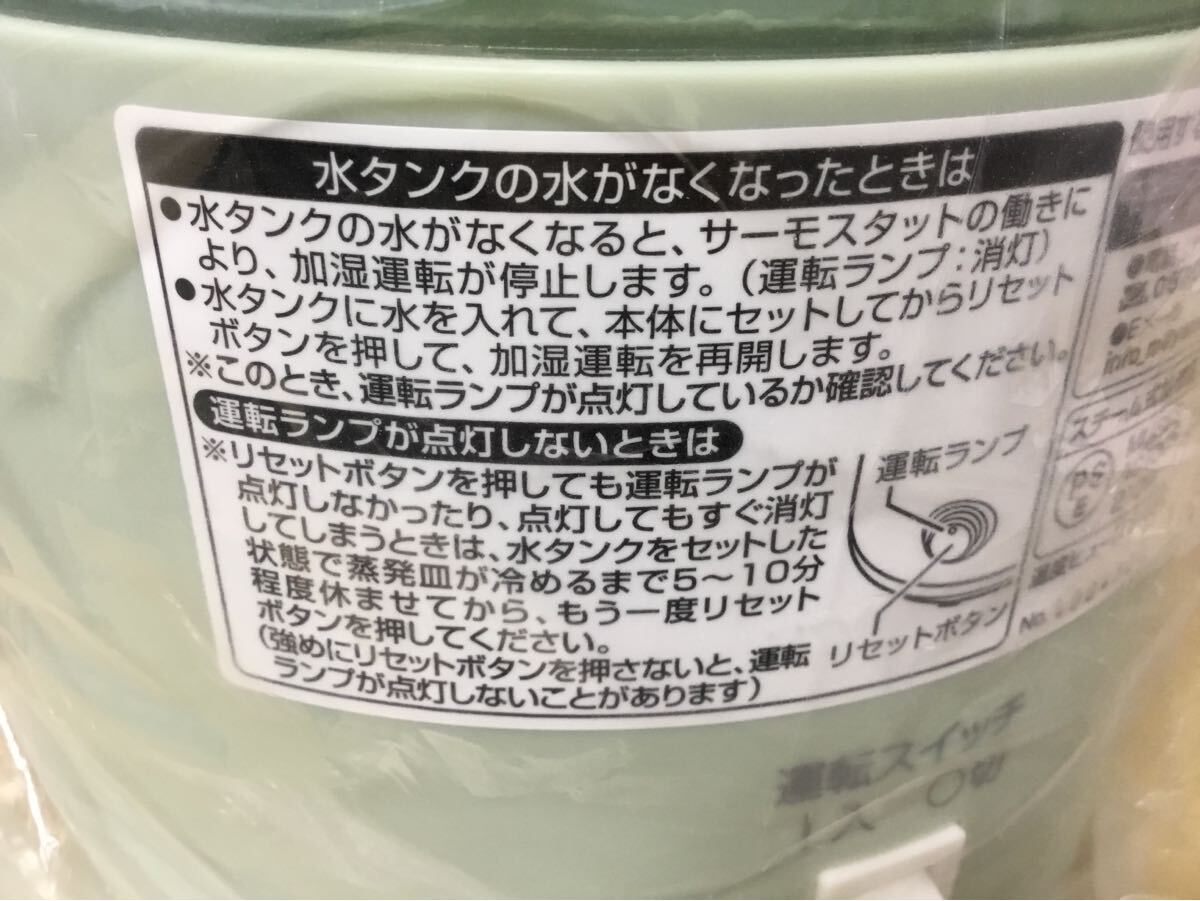 水タンクの水がなくなったときは
●水タンクの水がなくなると、サーモスタットの働きに
より、加湿運転が停止します。（運転ランプ：消灯）
●水タンクに水を入れて、本体にセットしてからリセット
ボタンを押して、加湿運転を再開します。
※このとき、運転ランプが点灯しているか確認してください。
運転ランプが点灯しないときは
※リセットボタンを押しても運転ランプが
点灯しなかったり、点灯してもすぐ消灯
してしまうときは、水タンクをセットした
状態で蒸発皿が冷めるまで5～10分
程度休ませてから、もう一度リセット
ボタンを押してください。
（強めにリセットボタンを押さないと、運転
ランプが点灯しないことがあります）
運転ランプ
リセットボタン
使用す
スチーム式
PS
E
No.
運転スイッチ
｜入 〇切